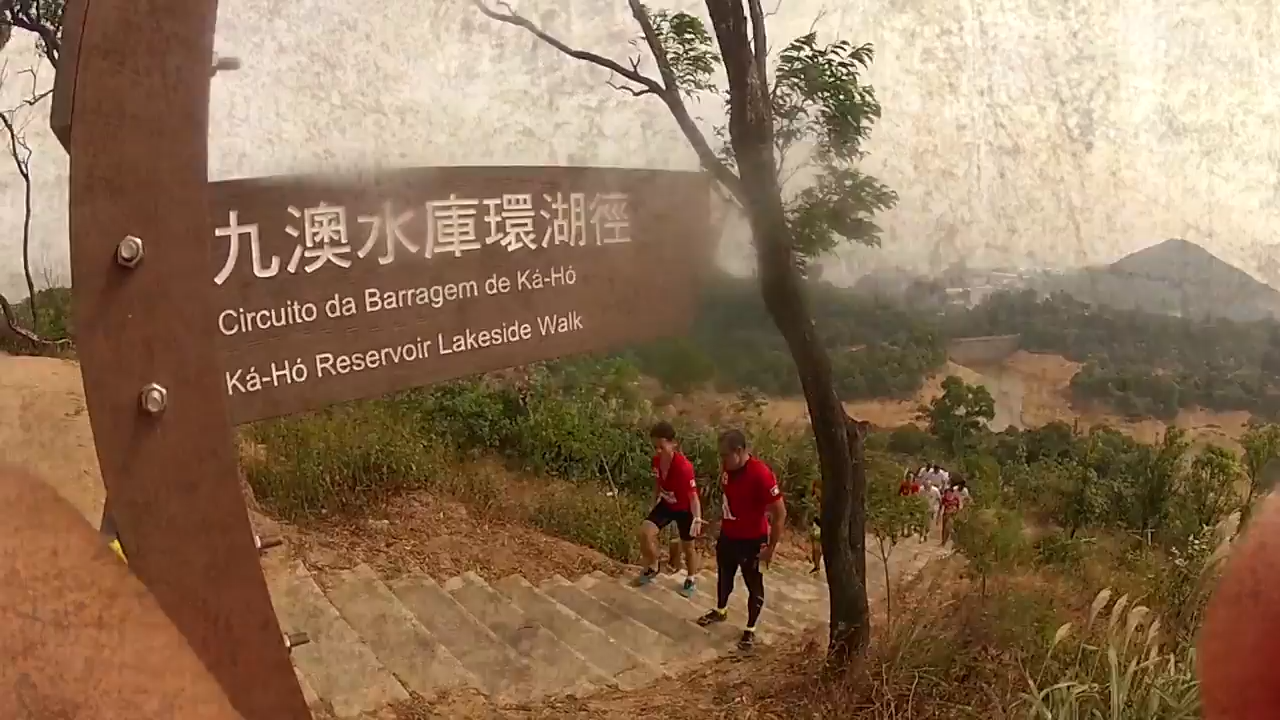 九澳水庫環湖徑
Circuito da Barragem de Ká-Hó
Ká-Hó Reservoir Lakeside Walk